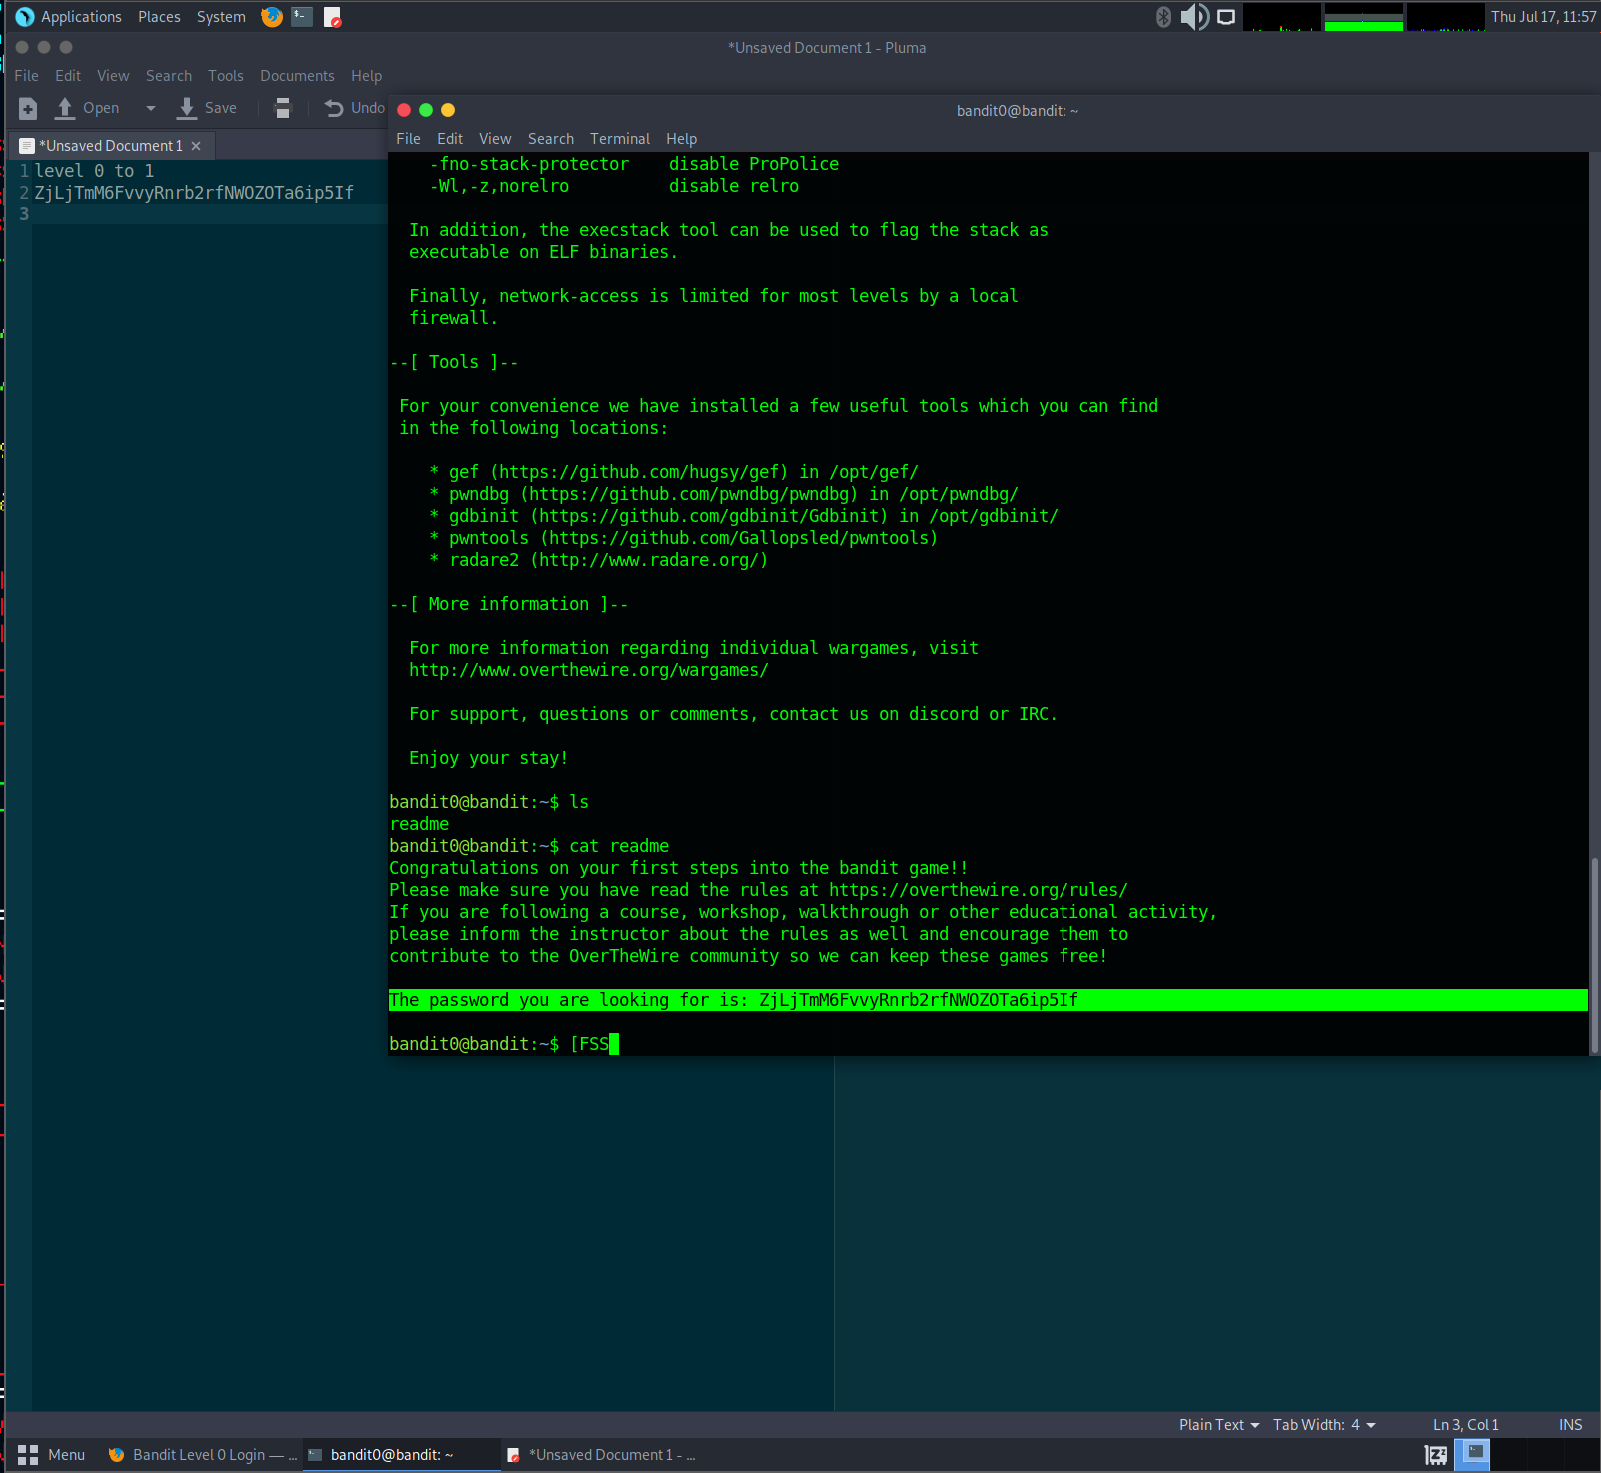 Applications Places System
Thu Jul 17, 11:57
*Unsaved Document 1 - Pluma
File Edit View Search Tools Documents Help
Open Save Undo
*Unsaved Document 1
1 level 0 to 1
2 ZjLjTmM6FvvyRnrb2rfNWOZOTa6ip5If
3
bandit0@bandit: ~
File Edit View Search Terminal Help
-fno-stack-protector disable ProPolice
-Wl,-z,norelro disable relro
In addition, the execstack tool can be used to flag the stack as
executable on ELF binaries.
Finally, network-access is limited for most levels by a local
firewall.
--[ Tools ]--
For your convenience we have installed a few useful tools which you can find
in the following locations:
* gef (https://github.com/hugsy/gef) in /opt/gef/
* pwndbg (https://github.com/pwndbg/pwndbg) in /opt/pwndbg/
* gdbinit (https://github.com/gdbinit/Gdbinit) in /opt/gdbinit/
* pwntools (https://github.com/Gallopsled/pwntools)
* radare2 (http://www.radare.org/)
--[ More information ]--
For more information regarding individual wargames, visit
http://www.overthewire.org/wargames/
For support, questions or comments, contact us on discord or IRC.
Enjoy your stay!
bandit0@bandit:~$ ls
readme
bandit0@bandit:~$ cat readme
Congratulations on your first steps into the bandit game!!
Please make sure you have read the rules at https://overthewire.org/rules/
If you are following a course, workshop, walkthrough or other educational activity,
please inform the instructor about the rules as well and encourage them to
contribute to the OverTheWire community so we can keep these games free!
The password you are looking for is: ZjLjTmM6FvvyRnrb2rfNWOZOTa6ip5If
bandit0@bandit:~$ [FSS
Plain Text Tab Width: 4 Ln 3, Col 1 INS
Menu Bandit Level 0 Login — ... bandit0@bandit: ~ *Unsaved Document 1 - ...